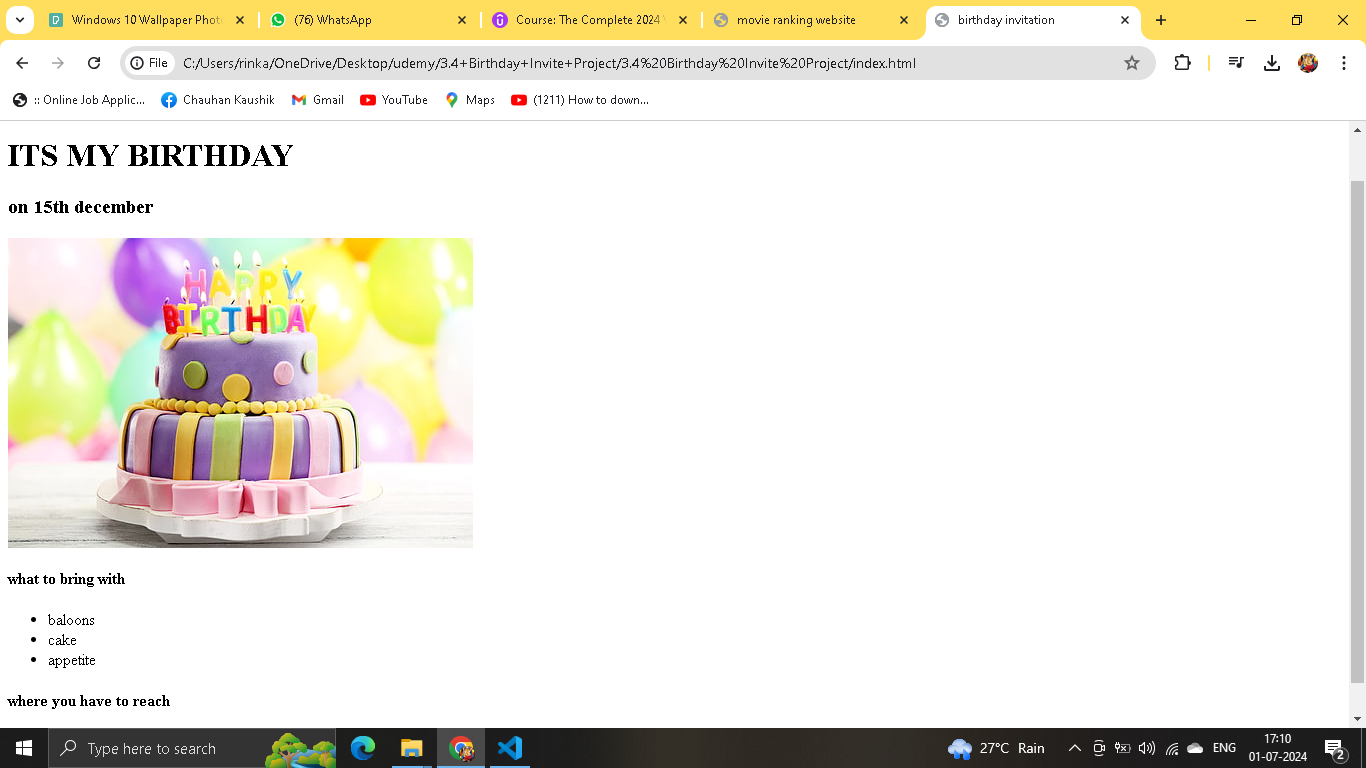 Windows 10 Wallpaper Phot
(76) WhatsApp
Course: The Complete 2024
movie ranking website
birthday invitation
File
C:/Users/rinka/OneDrive/Desktop/udemy/3.4+Birthday+Invite+Project/3.4%20Birthday%20Invite%20Project/index.html
:: Online Job Applic...
Chauhan Kaushik
Gmail
YouTube
Maps
(1211) How to down...
ITS MY BIRTHDAY
on 15th december
HAPPY
BIRTHDAY
what to bring with
baloons
cake
appetite
where you have to reach
Type here to search
27°C Rain
ENG
17:10
01-07-2024
2